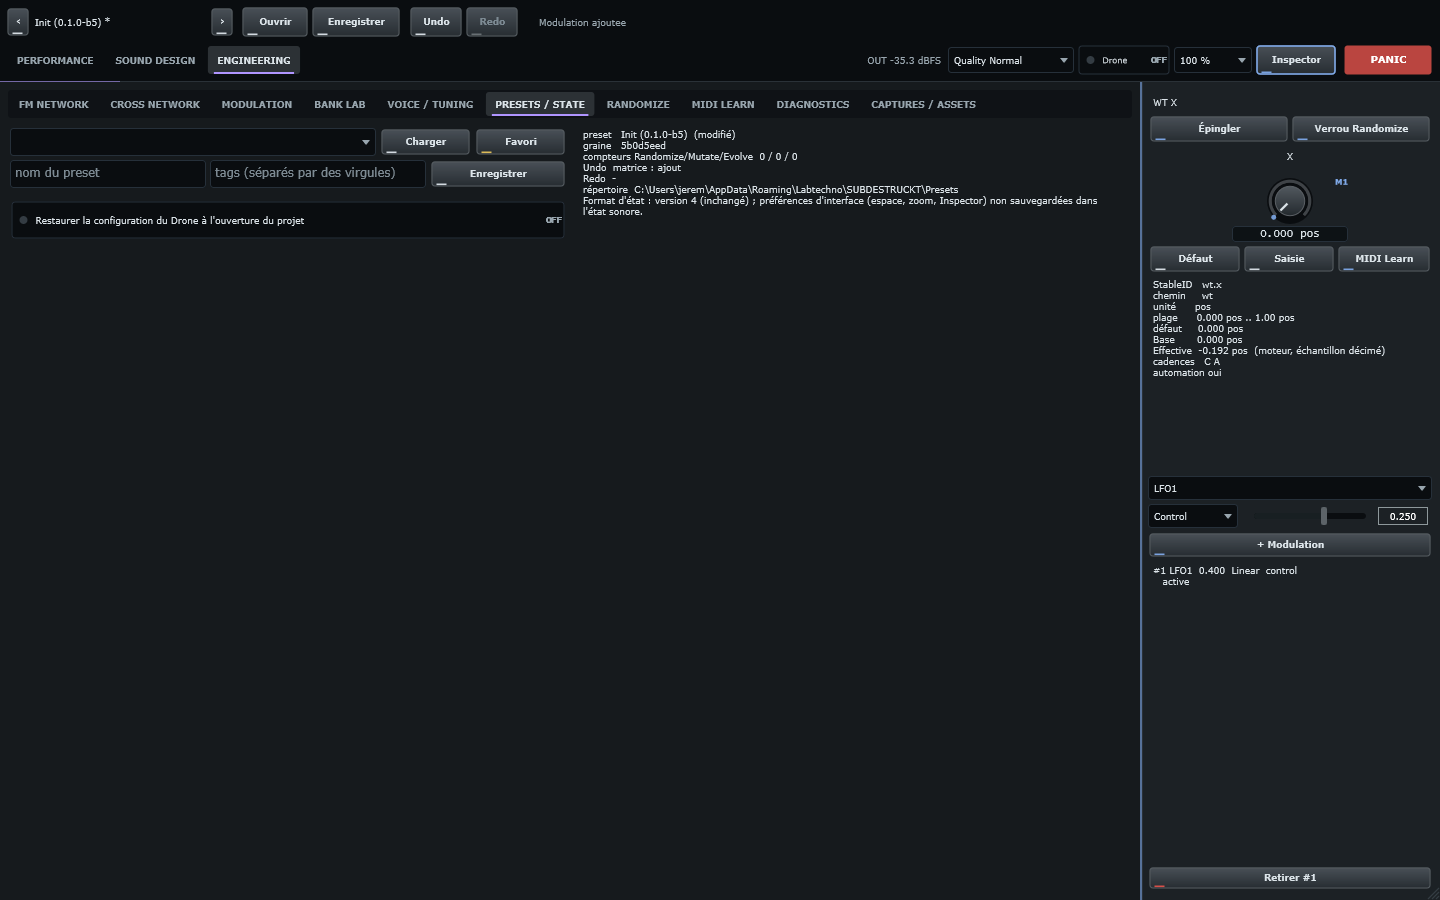 ‹ Init (0.1.0-b5) * › Ouvrir Enregistrer Undo Redo Modulation ajoutee
PERFORMANCE SOUND DESIGN ENGINEERING OUT -35.3 dBFS Quality Normal Drone OFF 100 % Inspector PANIC
FM NETWORK CROSS NETWORK MODULATION BANK LAB VOICE / TUNING PRESETS / STATE RANDOMIZE MIDI LEARN DIAGNOSTICS CAPTURES / ASSETS
Charger Favori
nom du preset tags (séparés par des virgules) Enregistrer
Restaurer la configuration du Drone à l'ouverture du projet OFF
preset Init (0.1.0-b5) (modifié)
graine 5b0d5eed
compteurs Randomize/Mutate/Evolve 0 / 0 / 0
Undo matrice : ajout
Redo -
répertoire C:\Users\jerem\AppData\Roaming\Labtechno\SUBDESTRUCKT\Presets
Format d'état : version 4 (inchangé) ; préférences d'interface (espace, zoom, Inspector) non sauvegardées dans
l'état sonore.
WT X
Épingler Verrou Randomize
X
M1
0.000 pos
Défaut Saisie MIDI Learn
StableID wt.x
chemin wt
unité pos
plage 0.000 pos .. 1.00 pos
défaut 0.000 pos
Base 0.000 pos
Effective -0.192 pos (moteur, échantillon décimé)
cadences C A
automation oui
LFO1
Control 0.250
+ Modulation
#1 LFO1 0.400 Linear control
active
Retirer #1